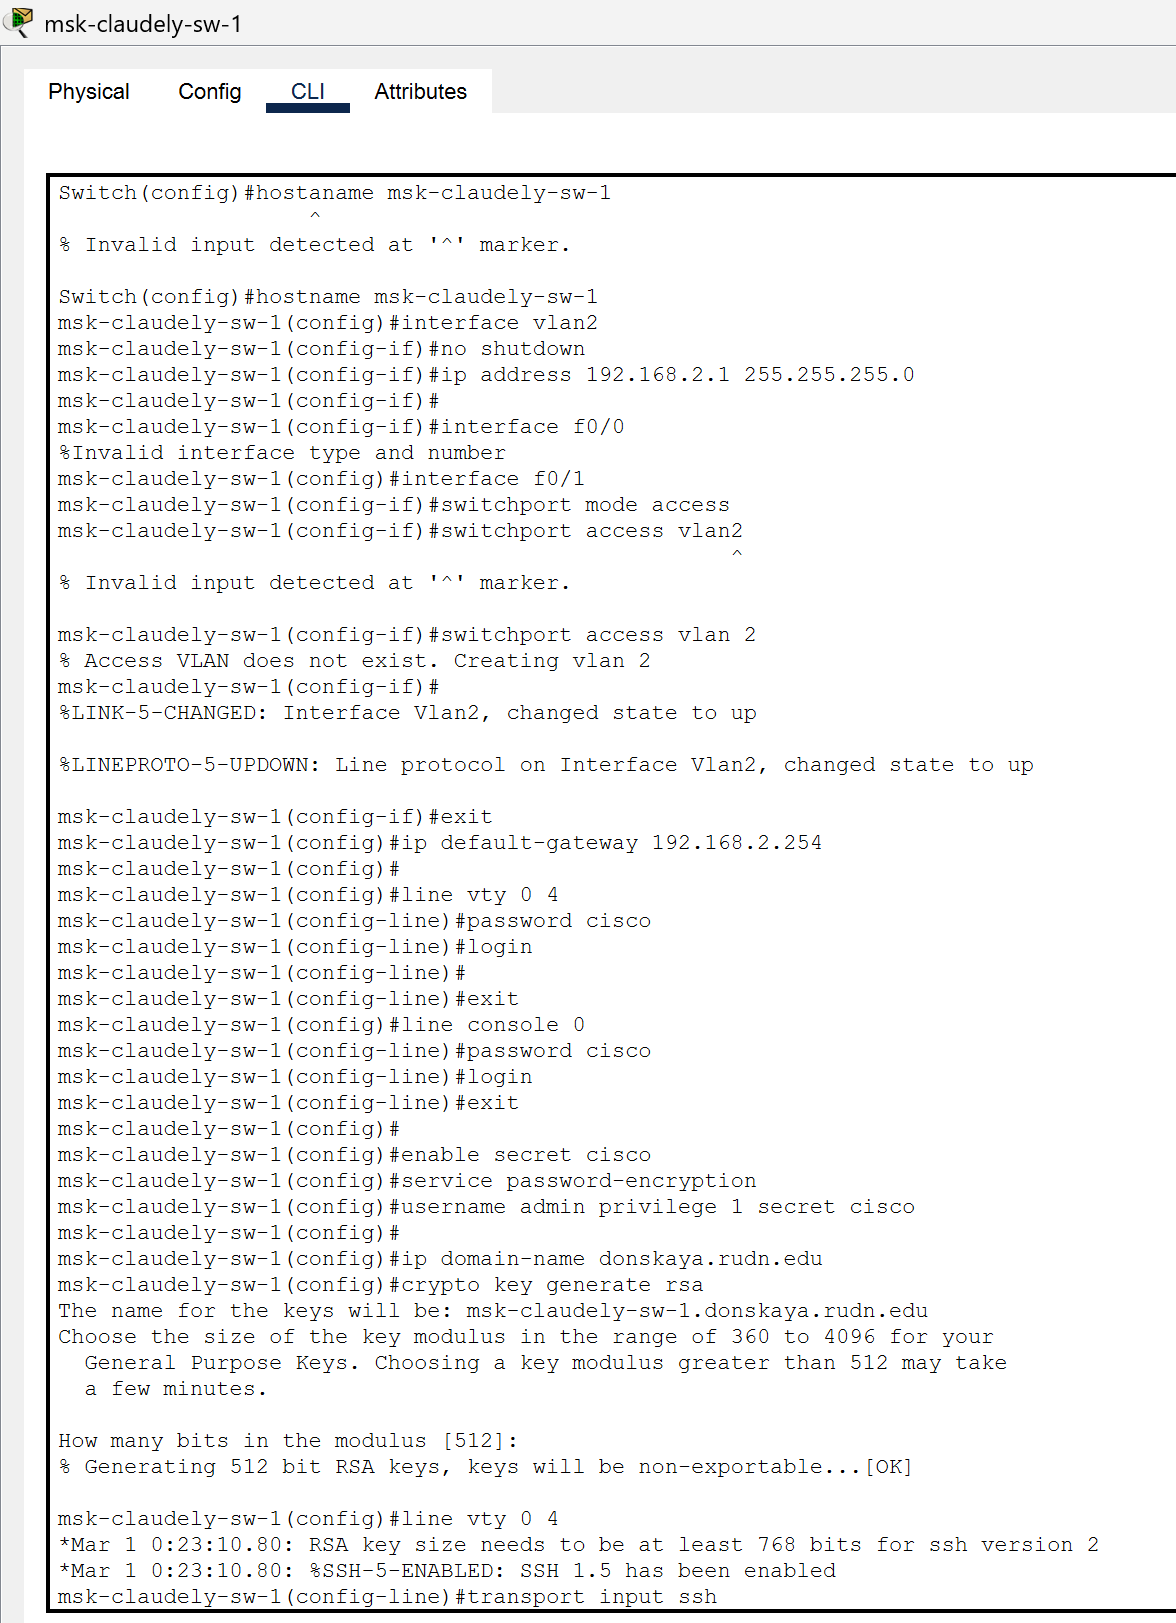 msk-claudely-sw-1
Physical Config CLI Attributes
Switch(config)#hostaname msk-claudely-sw-1
^
% Invalid input detected at '^' marker.
Switch(config)#hostname msk-claudely-sw-1
msk-claudely-sw-1(config)#interface vlan2
msk-claudely-sw-1(config-if)#no shutdown
msk-claudely-sw-1(config-if)#ip address 192.168.2.1 255.255.255.0
msk-claudely-sw-1(config-if)#
msk-claudely-sw-1(config-if)#interface f0/0
%Invalid interface type and number
msk-claudely-sw-1(config)#interface f0/1
msk-claudely-sw-1(config-if)#switchport mode access
msk-claudely-sw-1(config-if)#switchport access vlan2
^
% Invalid input detected at '^' marker.
msk-claudely-sw-1(config-if)#switchport access vlan 2
% Access VLAN does not exist. Creating vlan 2
msk-claudely-sw-1(config-if)#
%LINK-5-CHANGED: Interface Vlan2, changed state to up
%LINEPROTO-5-UPDOWN: Line protocol on Interface Vlan2, changed state to up
msk-claudely-sw-1(config-if)#exit
msk-claudely-sw-1(config)#ip default-gateway 192.168.2.254
msk-claudely-sw-1(config)#
msk-claudely-sw-1(config)#line vty 0 4
msk-claudely-sw-1(config-line)#password cisco
msk-claudely-sw-1(config-line)#login
msk-claudely-sw-1(config-line)#
msk-claudely-sw-1(config-line)#exit
msk-claudely-sw-1(config)#line console 0
msk-claudely-sw-1(config-line)#password cisco
msk-claudely-sw-1(config-line)#login
msk-claudely-sw-1(config-line)#exit
msk-claudely-sw-1(config)#
msk-claudely-sw-1(config)#enable secret cisco
msk-claudely-sw-1(config)#service password-encryption
msk-claudely-sw-1(config)#username admin privilege 1 secret cisco
msk-claudely-sw-1(config)#
msk-claudely-sw-1(config)#ip domain-name donskaya.rudn.edu
msk-claudely-sw-1(config)#crypto key generate rsa
The name for the keys will be: msk-claudely-sw-1.donskaya.rudn.edu
Choose the size of the key modulus in the range of 360 to 4096 for your
General Purpose Keys. Choosing a key modulus greater than 512 may take
a few minutes.
How many bits in the modulus [512]:
% Generating 512 bit RSA keys, keys will be non-exportable...[OK]
msk-claudely-sw-1(config)#line vty 0 4
*Mar 1 0:23:10.80: RSA key size needs to be at least 768 bits for ssh version 2
*Mar 1 0:23:10.80: %SSH-5-ENABLED: SSH 1.5 has been enabled
msk-claudely-sw-1(config-line)#transport input ssh